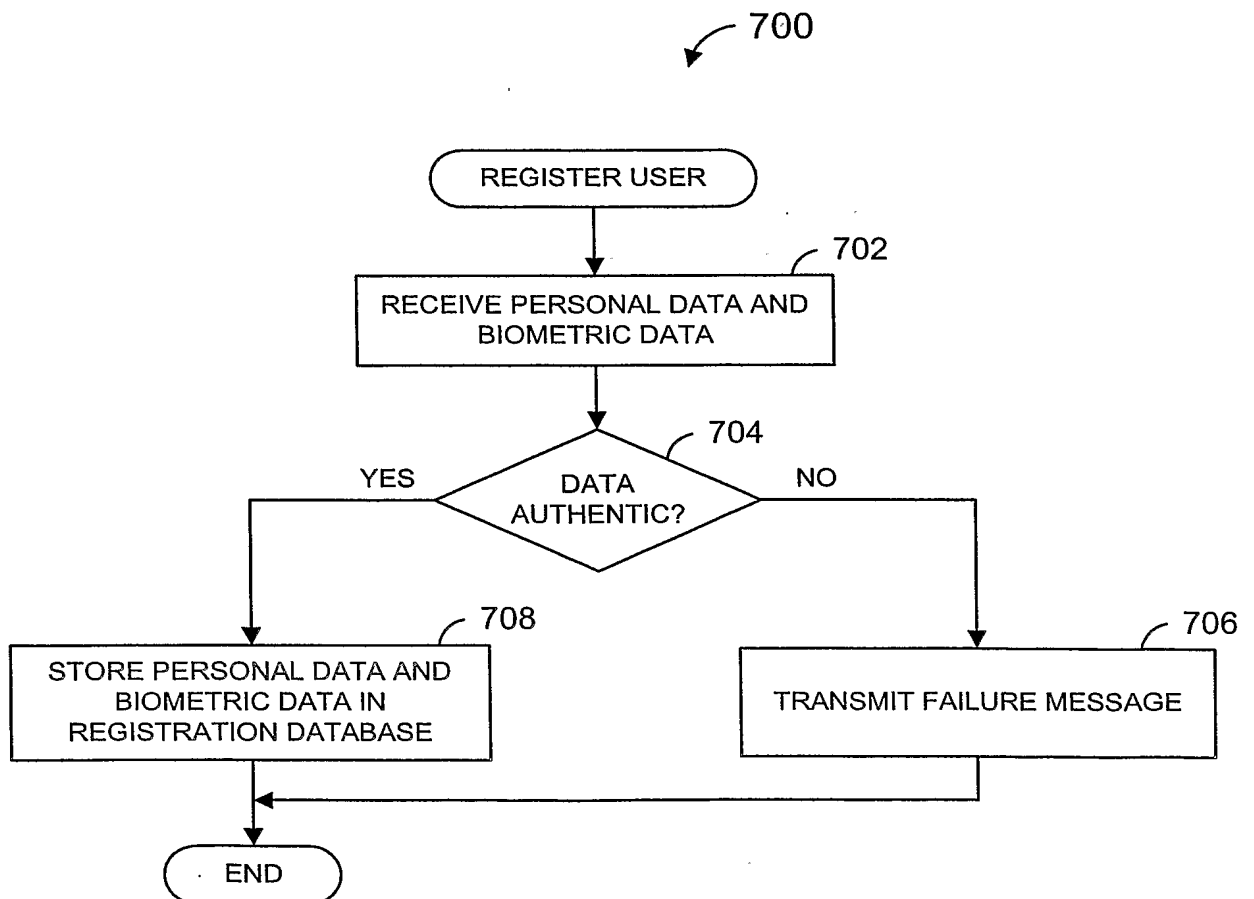 700
REGISTER USER
702
RECEIVE PERSONAL DATA AND
BIOMETRIC DATA
704
YES
DATA
AUTHENTIC?
NO
708
STORE PERSONAL DATA AND
BIOMETRIC DATA IN
REGISTRATION DATABASE
706
TRANSMIT FAILURE MESSAGE
END